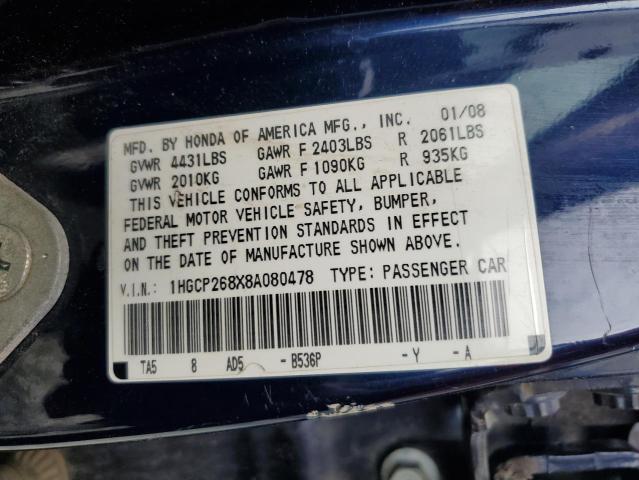 MFD. BY HONDA OF AMERICA MFG., INC. 01/08
GVWR 4431LBS GAWR F 2403LBS R 2061LBS
GVWR 2010KG GAWR F 1090KG R 935KG
THIS VEHICLE CONFORMS TO ALL APPLICABLE
FEDERAL MOTOR VEHICLE SAFETY, BUMPER,
AND THEFT PREVENTION STANDARDS IN EFFECT
ON THE DATE OF MANUFACTURE SHOWN ABOVE.
V.I.N.: 1HGCP268X8A080478 TYPE: PASSENGER CAR
TA5 8 AD5 -B536P -Y -A